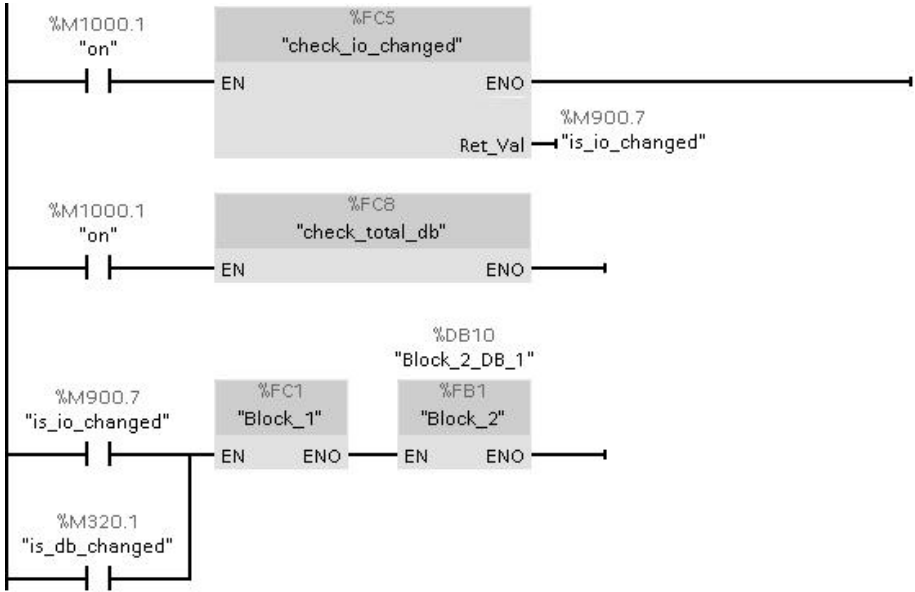 %M1000.1
"on"
%FC5
"check_io_changed"
EN
ENO
%M900.7
Ret_Val
"is_io_changed"
%M1000.1
"on"
%FC8
"check_total_db"
EN
ENO
%DB10
"Block_2_DB_1"
%M900.7
"is_io_changed"
%FC1
"Block_1"
%FB1
"Block_2"
EN
ENO
EN
ENO
%M320.1
"is_db_changed"